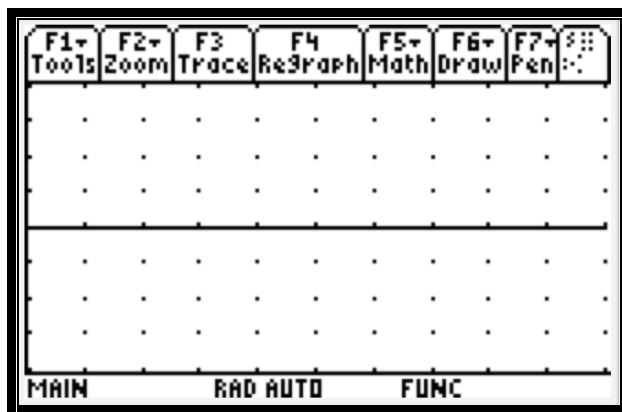 F1 F2 F3 F4 F5 F6 F7
Tools Zoom Trace ReGraph Math Draw Pen
MAIN RAD AUTO FUNC